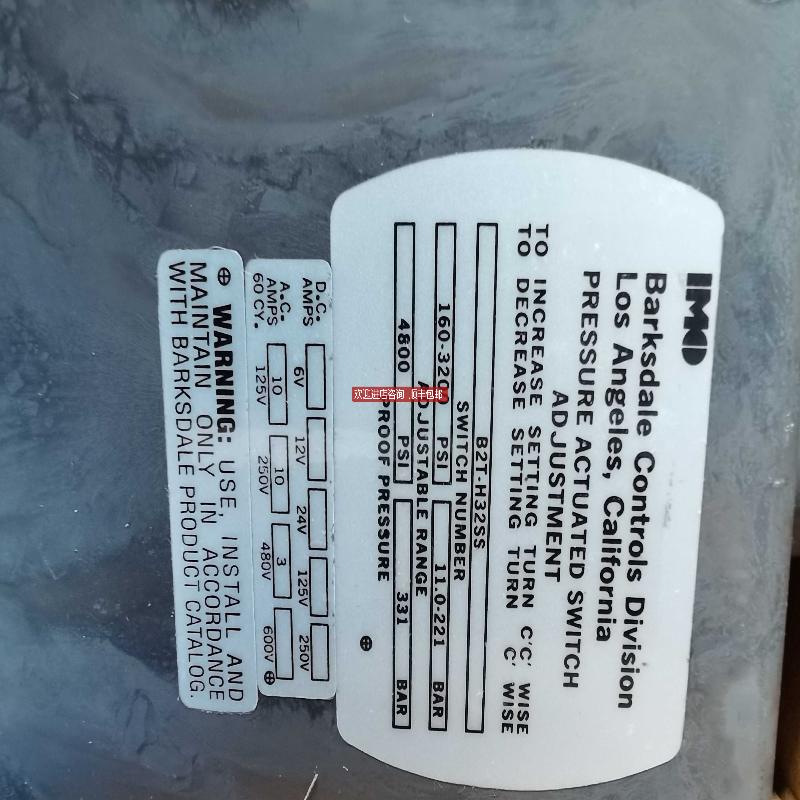 IMO
Barksdale Controls Division
Los Angeles, California
PRESSURE ACTUATED SWITCH
ADJUSTMENT
TO INCREASE SETTING TURN C'C' WISE
TO DECREASE SETTING TURN C' WISE
B2T-H32SS
SWITCH NUMBER
160-320 PSI 11.0-221 BAR
ADJUSTABLE RANGE
4800 PSI 331 BAR
PROOF PRESSURE
欢迎进店咨询,顺丰包邮
D.C. AMPS
6V 12V 24V 125V 250V
A.C. AMPS 60 CY.
10 10 3
125V 250V 480V 600V
WARNING: USE, INSTALL AND
MAINTAIN ONLY IN ACCORDANCE
WITH BARKSDALE PRODUCT CATALOG.